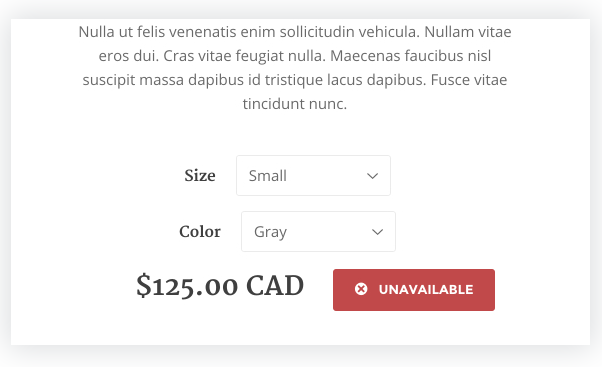 Nulla ut felis venenatis enim sollicitudin vehicula. Nullam vitae
eros dui. Cras vitae feugiat nulla. Maecenas faucibus nisl
suscipit massa dapibus id tristique lacus dapibus. Fusce vitae
tincidunt nunc.
Size Small
Color Gray
$125.00 CAD UNAVAILABLE